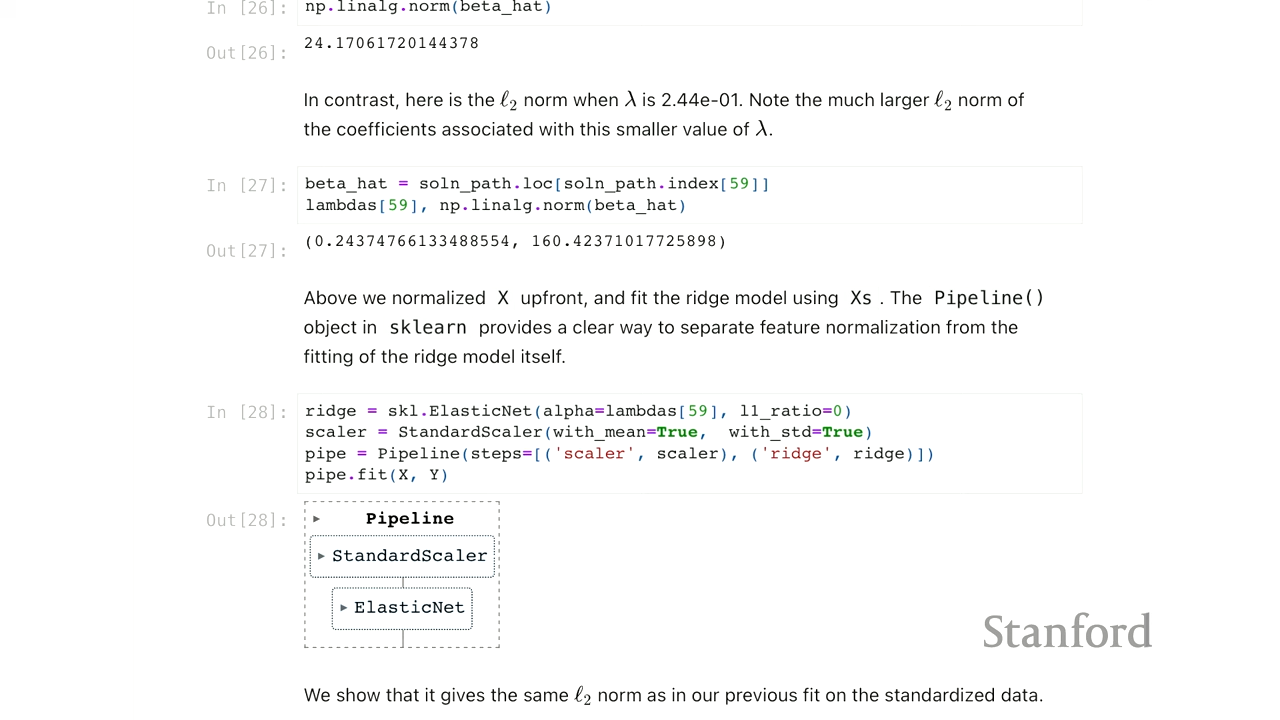 In [26]: np.linalg.norm(beta_hat)
Out[26]: 24.17061720144378
In contrast, here is the ℓ2 norm when λ is 2.44e-01. Note the much larger ℓ2 norm of
the coefficients associated with this smaller value of λ.
In [27]: beta_hat = soln_path.loc[soln_path.index[59]]
lambdas[59], np.linalg.norm(beta_hat)
Out[27]: (0.24374766133488554, 160.42371017725898)
Above we normalized X upfront, and fit the ridge model using Xs . The Pipeline()
object in sklearn provides a clear way to separate feature normalization from the
fitting of the ridge model itself.
In [28]: ridge = skl.ElasticNet(alpha=lambdas[59], l1_ratio=0)
scaler = StandardScaler(with_mean=True,  with_std=True)
pipe = Pipeline(steps=[('scaler', scaler), ('ridge', ridge)])
pipe.fit(X, Y)
Out[28]: ▸ Pipeline
▸ StandardScaler
▸ ElasticNet
Stanford
We show that it gives the same ℓ2 norm as in our previous fit on the standardized data.